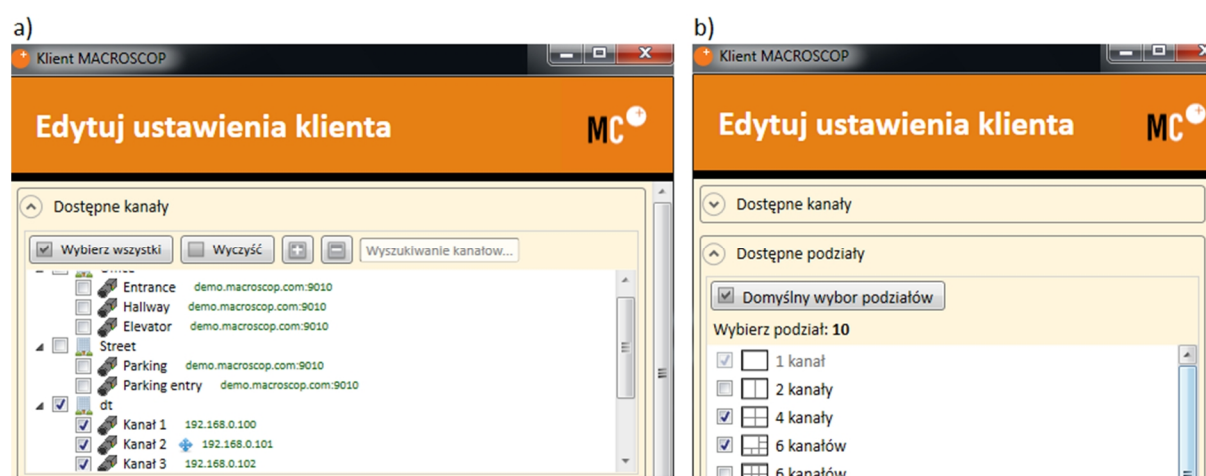 a)
Klient MACROSCOP
Edytuj ustawienia klienta
MC
Dostępne kanały
Wybierz wszystki
Wyczyść
Wyszukiwanie kanałow...
Office
Entrance demo.macroscop.com:9010
Hallway demo.macroscop.com:9010
Elevator demo.macroscop.com:9010
Street
Parking demo.macroscop.com:9010
Parking entry demo.macroscop.com:9010
dt
Kanał 1 192.168.0.100
Kanał 2 192.168.0.101
Kanał 3 192.168.0.102
b)
Klient MACROSCOP
Edytuj ustawienia klienta
MC
Dostępne kanały
Dostępne podziały
Domyślny wybor podziałów
Wybierz podział: 10
1 kanał
2 kanały
4 kanały
6 kanałów
6 kanałów